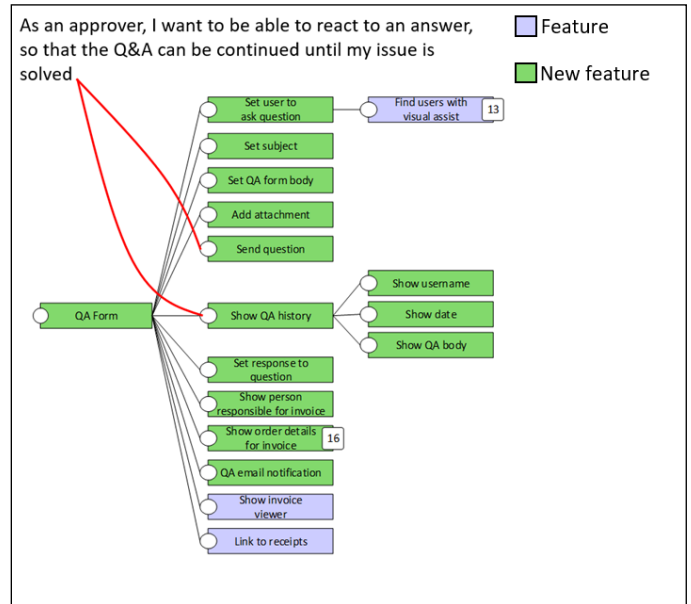 As an approver, I want to be able to react to an answer,
so that the Q&A can be continued until my issue is
solved
Feature
New feature
Set user to
ask question
Find users with
visual assist
13
Set subject
Set QA form body
Add attachment
Send question
QA Form
Show QA history
Show username
Show date
Show QA body
Set response to
question
Show person
responsible for invoice
Show order details
for invoice
16
QA email notification
Show invoice
viewer
Link to receipts